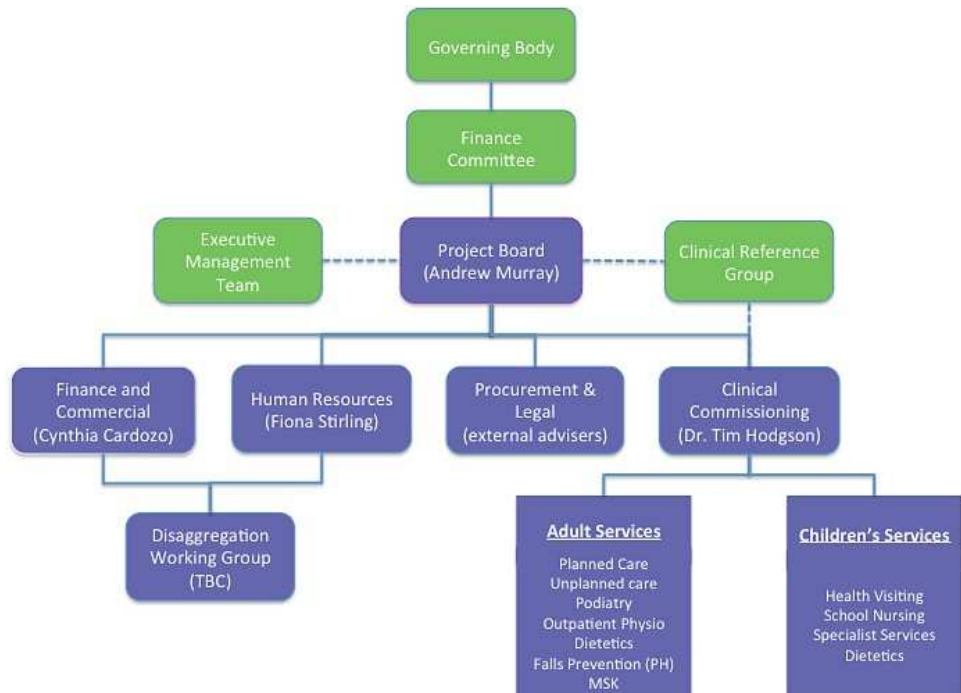 Governing Body
Finance
Committee
Executive
Management
Team
Project Board
(Andrew Murray)
Clinical Reference
Group
Finance and
Commercial
(Cynthia Cardozo)
Human Resources
(Fiona Stirling)
Procurement &
Legal
(external advisers)
Clinical
Commissioning
(Dr. Tim Hodgson)
Disaggregation
Working Group
(TBC)
Adult Services
Planned Care
Unplanned care
Podiatry
Outpatient Physio
Dietetics
Falls Prevention (PH)
MSK
Children's Services
Health Visiting
School Nursing
Specialist Services
Dietetics